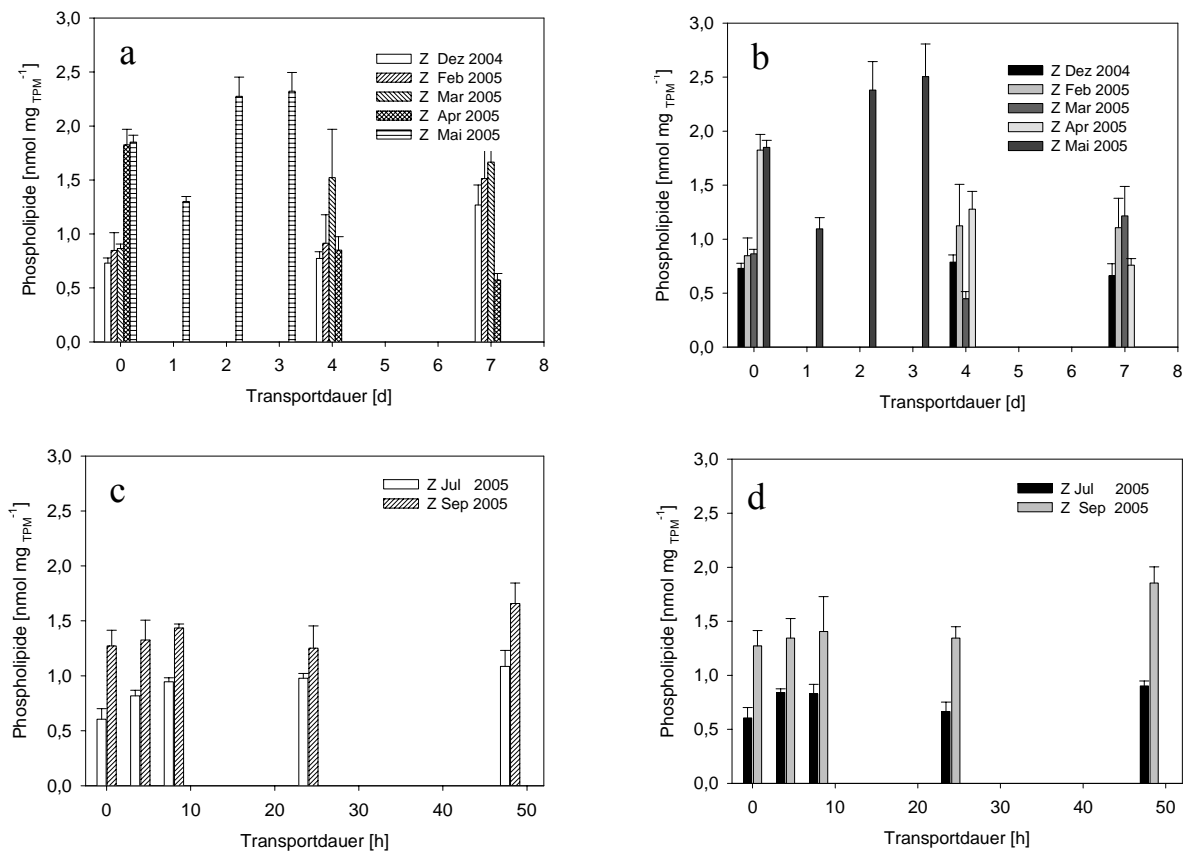 a
Phospholipide [nmol mg TPM -1]
3,0
2,5
2,0
1,5
1,0
0,5
0,0
Z Dez 2004
Z Feb 2005
Z Mar 2005
Z Apr 2005
Z Mai 2005
0 1 2 3 4 5 6 7 8
Transportdauer [d]
b
Phospholipide [nmol mg TPM -1]
3,0
2,5
2,0
1,5
1,0
0,5
0,0
Z Dez 2004
Z Feb 2005
Z Mar 2005
Z Apr 2005
Z Mai 2005
0 1 2 3 4 5 6 7 8
Transportdauer [d]
c
Phospholipide [nmol mg TPM -1]
3,0
2,5
2,0
1,5
1,0
0,5
0,0
Z Jul 2005
Z Sep 2005
0 10 20 30 40 50
Transportdauer [h]
d
Phospholipide [nmol mg TPM -1]
3,0
2,5
2,0
1,5
1,0
0,5
0,0
Z Jul 2005
Z Sep 2005
0 10 20 30 40 50
Transportdauer [h]